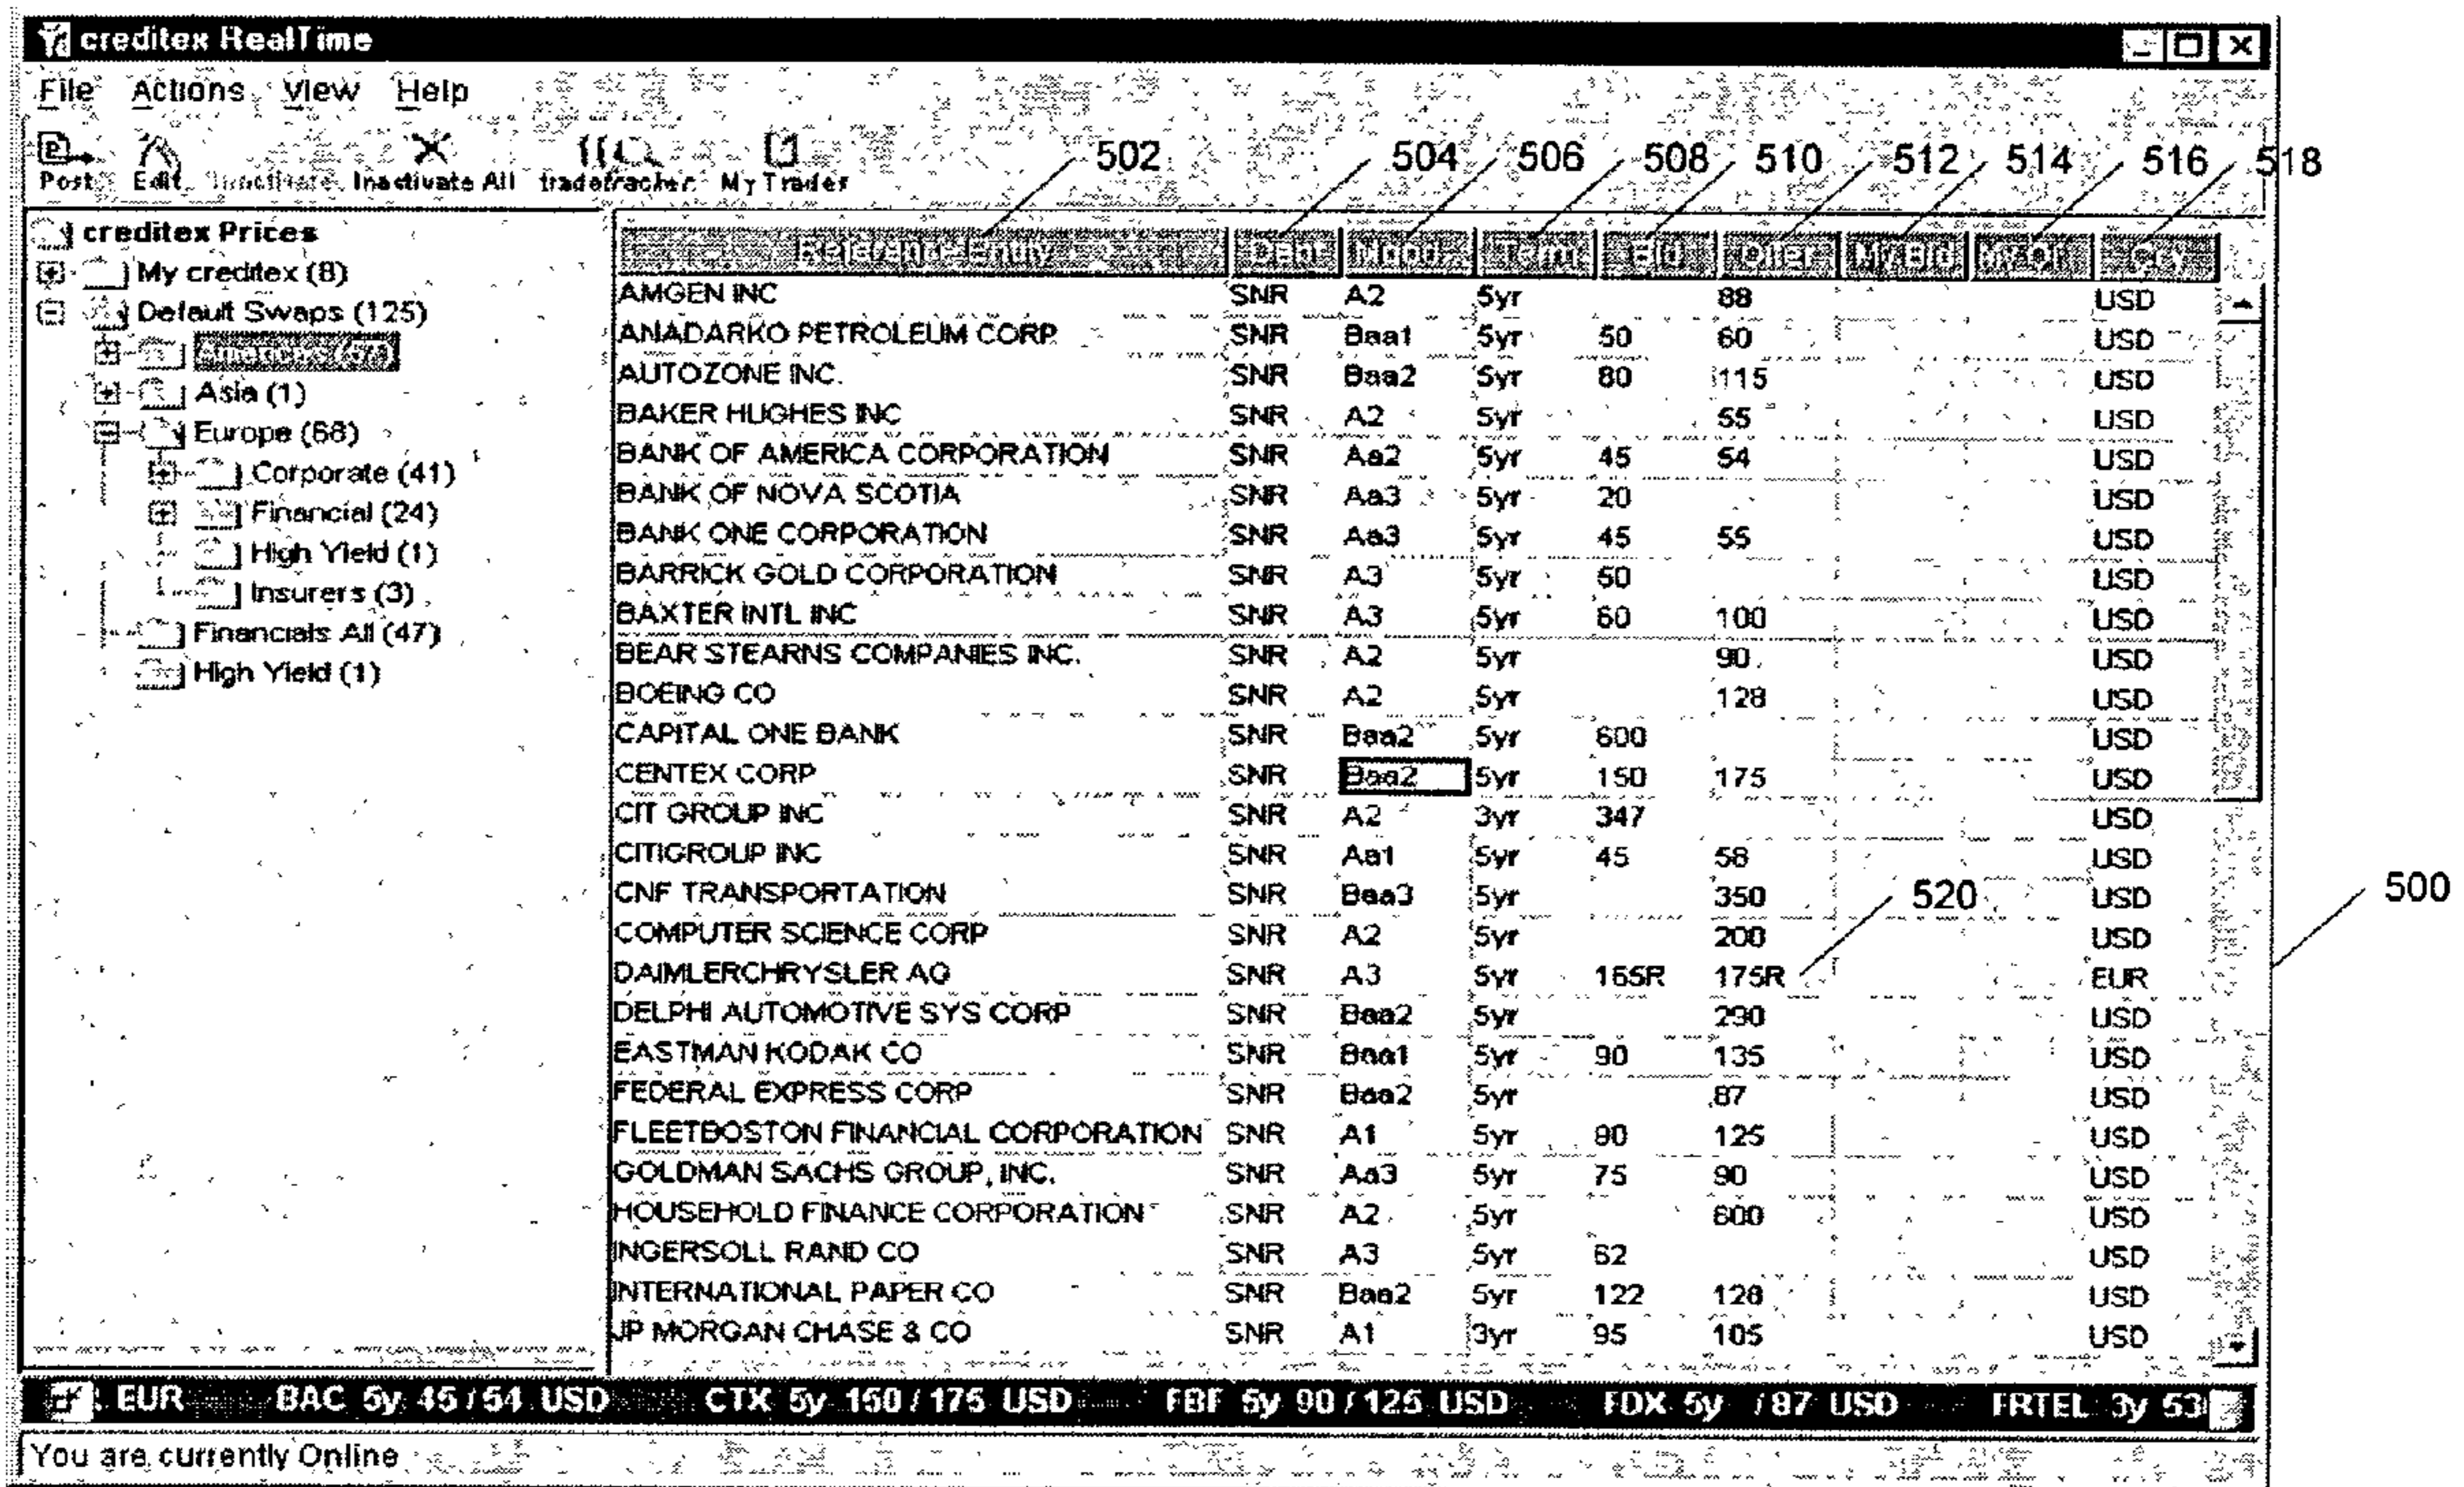 creditex RealTime
File Actions View Help
Post Edit Inactivate Inactivate All tradetracker My Trades
502 504 506 508 510 512 514 516 518
creditex Prices
My creditex (8)
Default Swaps (125)
Americas
Asia (1)
Europe (68)
Corporate (41)
Financial (24)
High Yield (1)
Insurers (3)
Financials All (47)
High Yield (1)
Reference Entity Debt Mood.. Term Bid Offer My Bid My Of.. Cry
AMGEN INC SNR A2 5yr 88 USD
ANADARKO PETROLEUM CORP SNR Baa1 5yr 50 60 USD
AUTOZONE INC. SNR Baa2 5yr 80 115 USD
BAKER HUGHES INC SNR A2 5yr 55 USD
BANK OF AMERICA CORPORATION SNR Aa2 5yr 45 54 USD
BANK OF NOVA SCOTIA SNR Aa3 5yr 20 USD
BANK ONE CORPORATION SNR Aa3 5yr 45 55 USD
BARRICK GOLD CORPORATION SNR A3 5yr 50 USD
BAXTER INTL INC SNR A3 5yr 60 100 USD
BEAR STEARNS COMPANIES INC. SNR A2 5yr 90 USD
BOEING CO SNR A2 5yr 128 USD
CAPITAL ONE BANK SNR Baa2 5yr 600 USD
CENTEX CORP SNR Baa2 5yr 150 175 USD
CIT GROUP INC SNR A2 3yr 347 USD
CITIGROUP INC SNR Aa1 5yr 45 58 USD
CNF TRANSPORTATION SNR Baa3 5yr 350 USD
COMPUTER SCIENCE CORP SNR A2 5yr 200 USD
DAIMLERCHRYSLER AG SNR A3 5yr 165R 175R EUR
DELPHI AUTOMOTIVE SYS CORP SNR Baa2 5yr 290 USD
EASTMAN KODAK CO SNR Baa1 5yr 90 135 USD
FEDERAL EXPRESS CORP SNR Baa2 5yr 87 USD
FLEETBOSTON FINANCIAL CORPORATION SNR A1 5yr 90 125 USD
GOLDMAN SACHS GROUP, INC. SNR Aa3 5yr 75 90 USD
HOUSEHOLD FINANCE CORPORATION SNR A2 5yr 600 USD
INGERSOLL RAND CO SNR A3 5yr 62 USD
INTERNATIONAL PAPER CO SNR Baa2 5yr 122 128 USD
JP MORGAN CHASE & CO SNR A1 3yr 95 105 USD
520
500
EUR BAC 5y 45 / 54 USD CTX 5y 150 / 175 USD FBF 5y 90 / 125 USD FDX 5y / 87 USD FRTEL 3y 53
You are currently Online